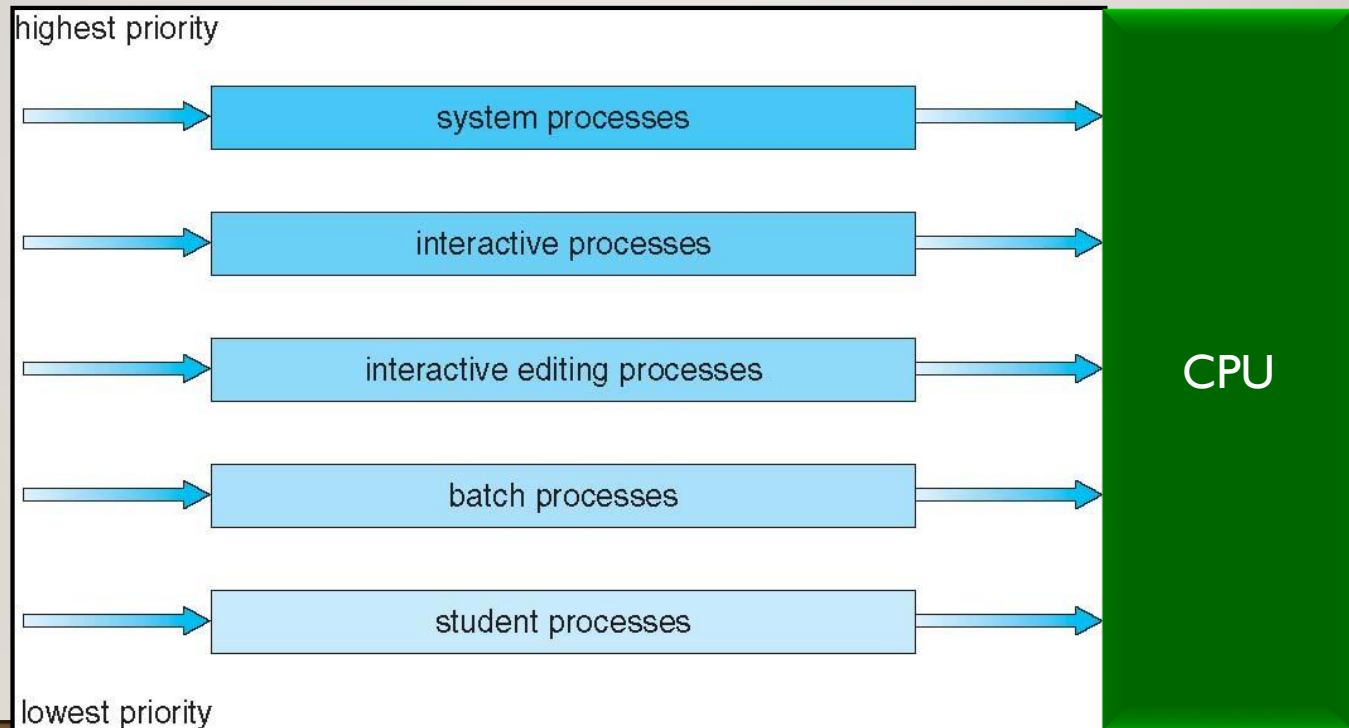 highest priority
system processes
interactive processes
interactive editing processes
CPU
batch processes
student processes
lowest priority